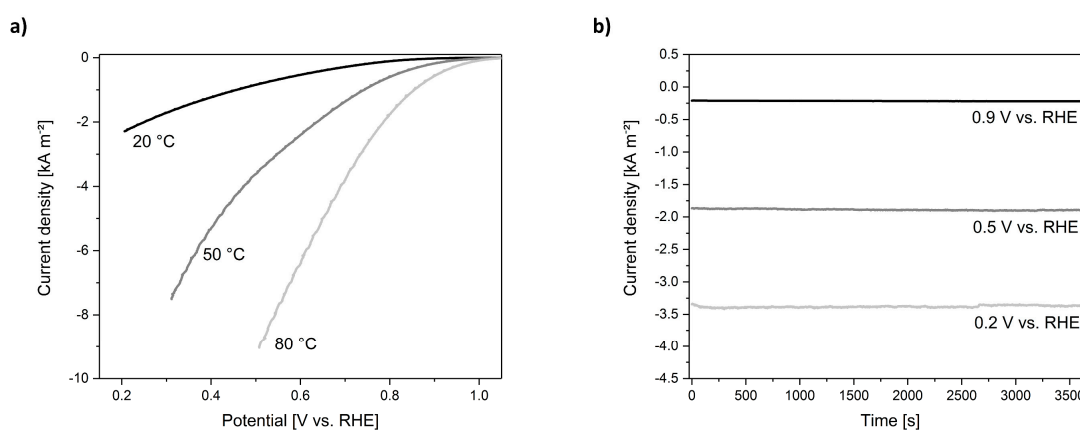 a)
0
-2
-4
-6
-8
-10
Current density [kA m⁻²]
20 °C
50 °C
80 °C
0.2 0.4 0.6 0.8 1.0
Potential [V vs. RHE]
b)
0.5
0.0
-0.5
-1.0
-1.5
-2.0
-2.5
-3.0
-3.5
-4.0
-4.5
Current density [kA m⁻²]
0.9 V vs. RHE
0.5 V vs. RHE
0.2 V vs. RHE
0 500 1000 1500 2000 2500 3000 3500
Time [s]